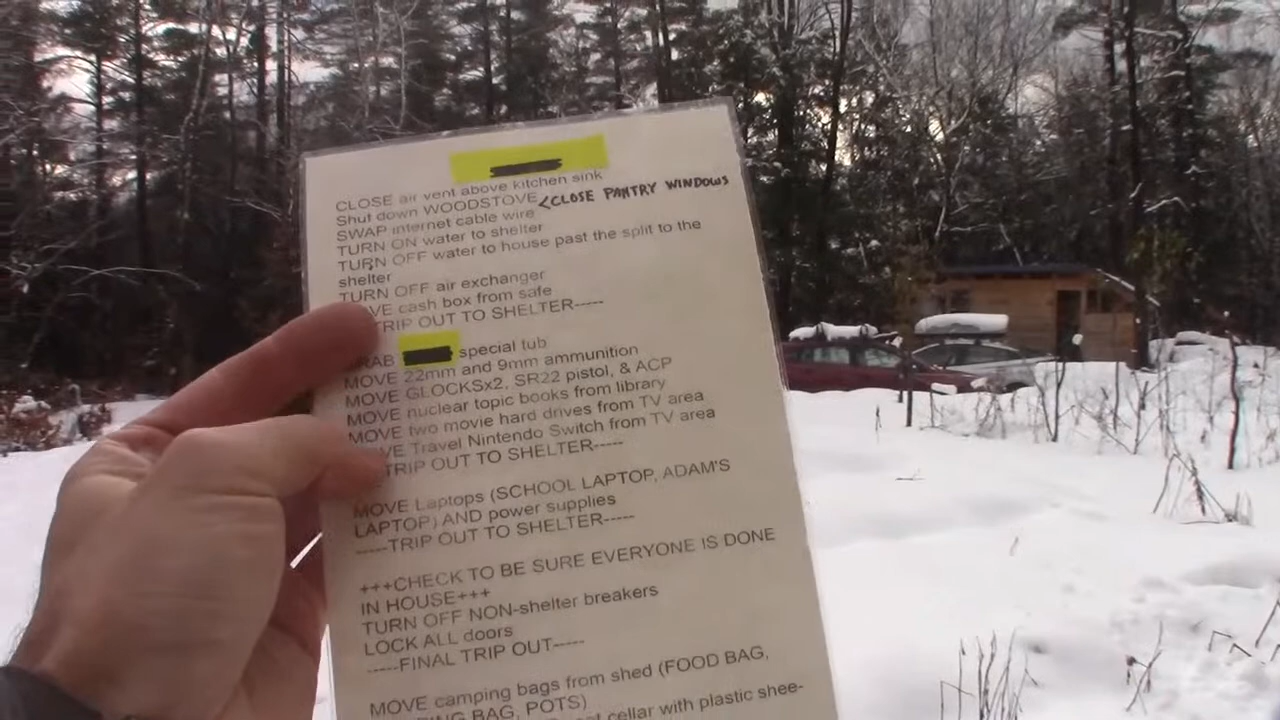 CLOSE air vent above kitchen sink
Shut down WOODSTOVE <CLOSE PANTRY WINDOWS
SWAP internet cable wire
TURN ON water to shelter
TURN OFF water to house past the split to the
shelter
TURN OFF air exchanger
VE cash box from safe
TRIP OUT TO SHELTER-----
RAB special tub
MOVE 22mm and 9mm ammunition
MOVE GLOCKSx2, SR22 pistol, & ACP
MOVE nuclear topic books from library
MOVE two movie hard drives from TV area
VE Travel Nintendo Switch from TV area
TRIP OUT TO SHELTER-----
MOVE Laptops (SCHOOL LAPTOP, ADAM'S
LAPTOP) AND power supplies
-----TRIP OUT TO SHELTER-----
+++CHECK TO BE SURE EVERYONE IS DONE
IN HOUSE+++
TURN OFF NON-shelter breakers
LOCK ALL doors
-----FINAL TRIP OUT-----
MOVE camping bags from shed (FOOD BAG,
ING BAG, POTS)
cellar with plastic shee-